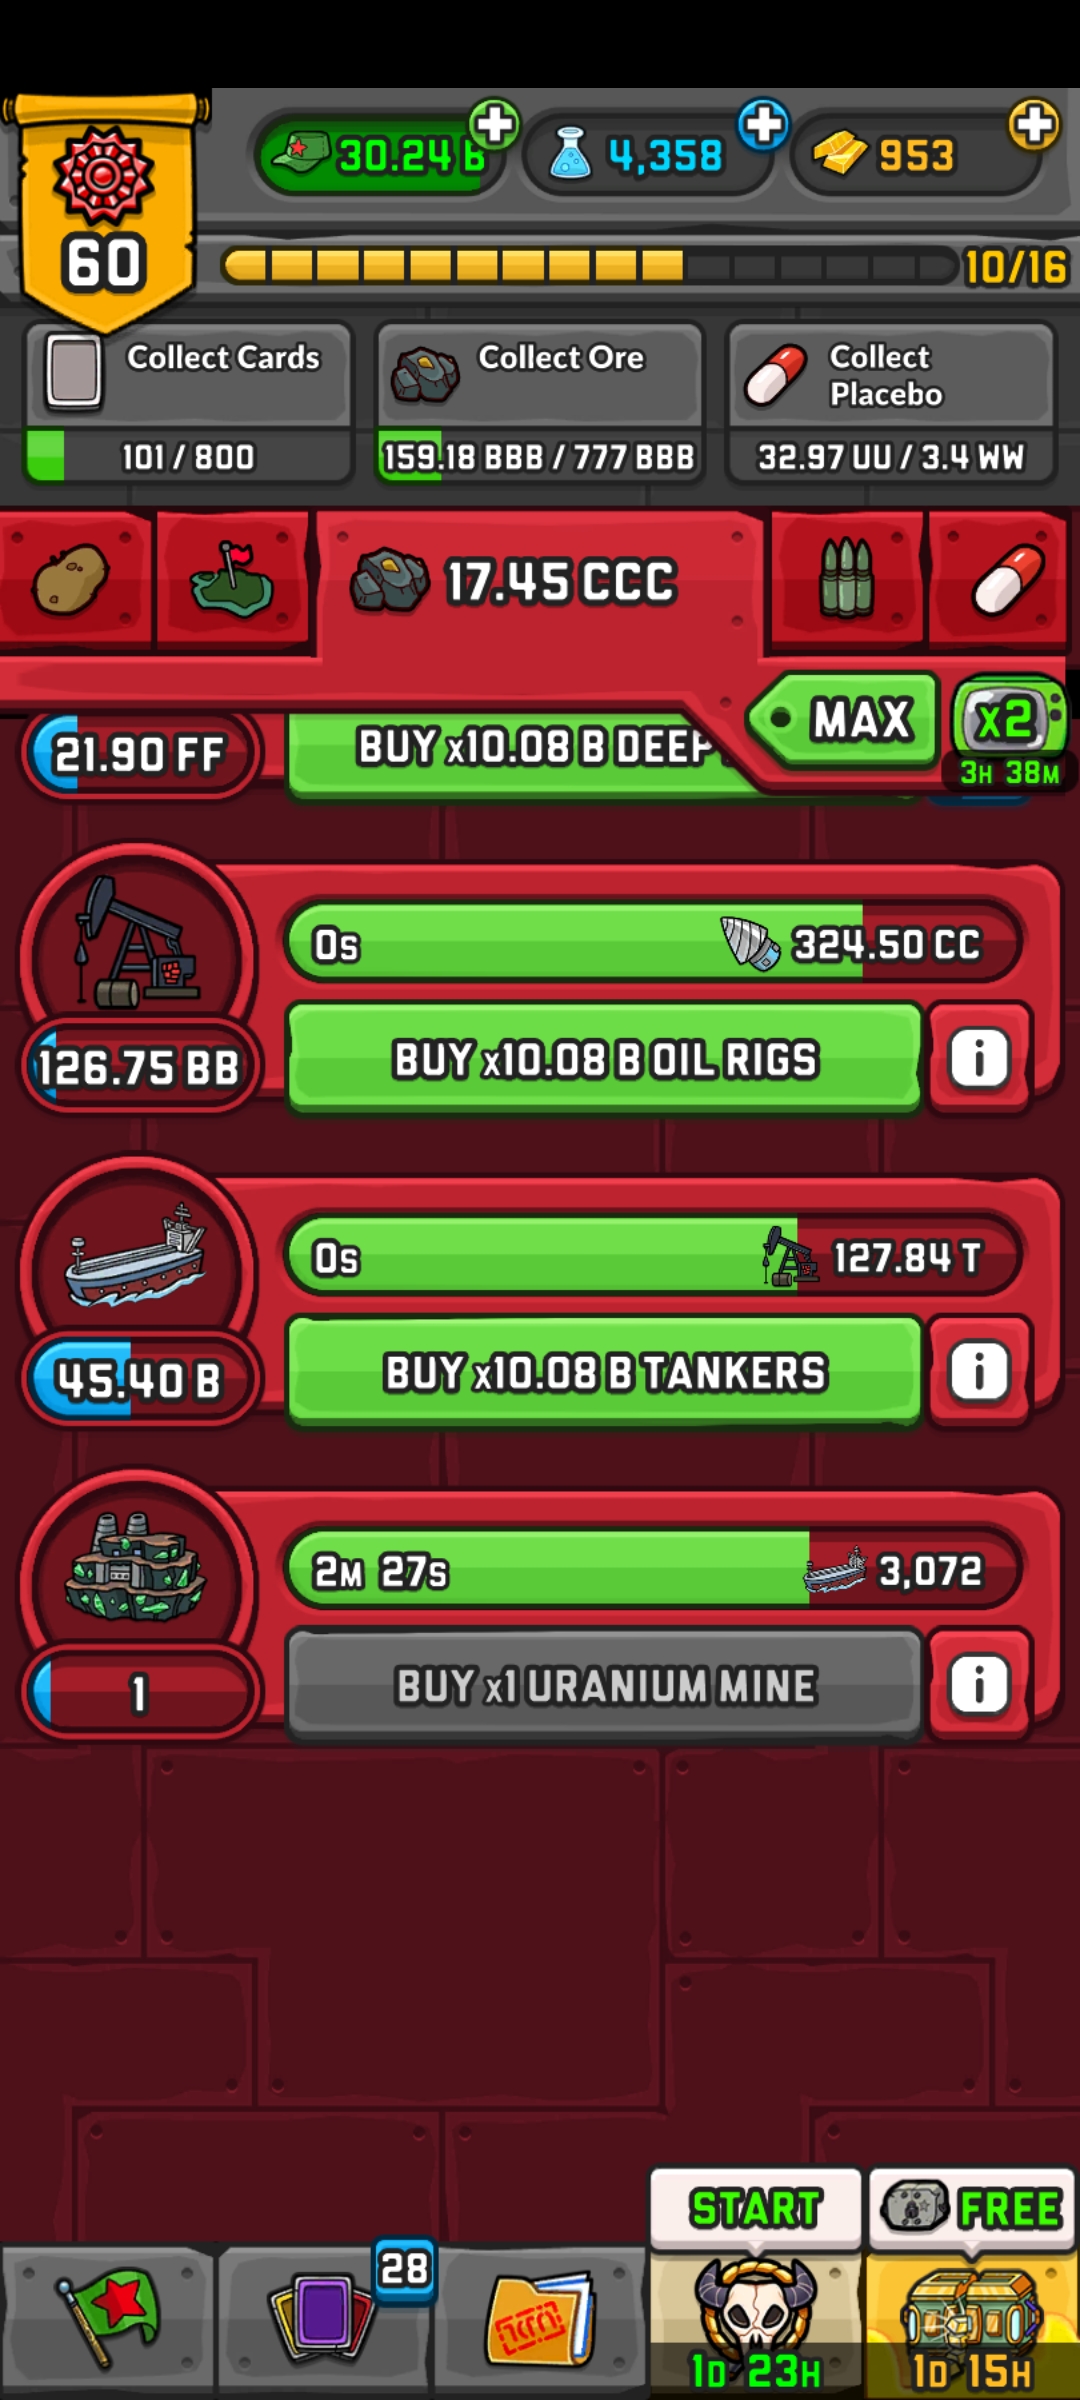 30.24 B
4,358
953
60
10/16
Collect Cards
101 / 800
Collect Ore
159.18 BBB / 777 BBB
Collect
Placebo
32.97 UU / 3.4 WW
17.45 CCC
MAX
x2
3H 38M
21.90 FF
BUY x10.08 B DEEP
0s
324.50 CC
126.75 BB
BUY x10.08 B OIL RIGS
i
0s
127.84 T
45.40 B
BUY x10.08 B TANKERS
i
2M 27s
3,072
1
BUY x1 URANIUM MINE
i
START
FREE
28
1D 23H
1D 15H